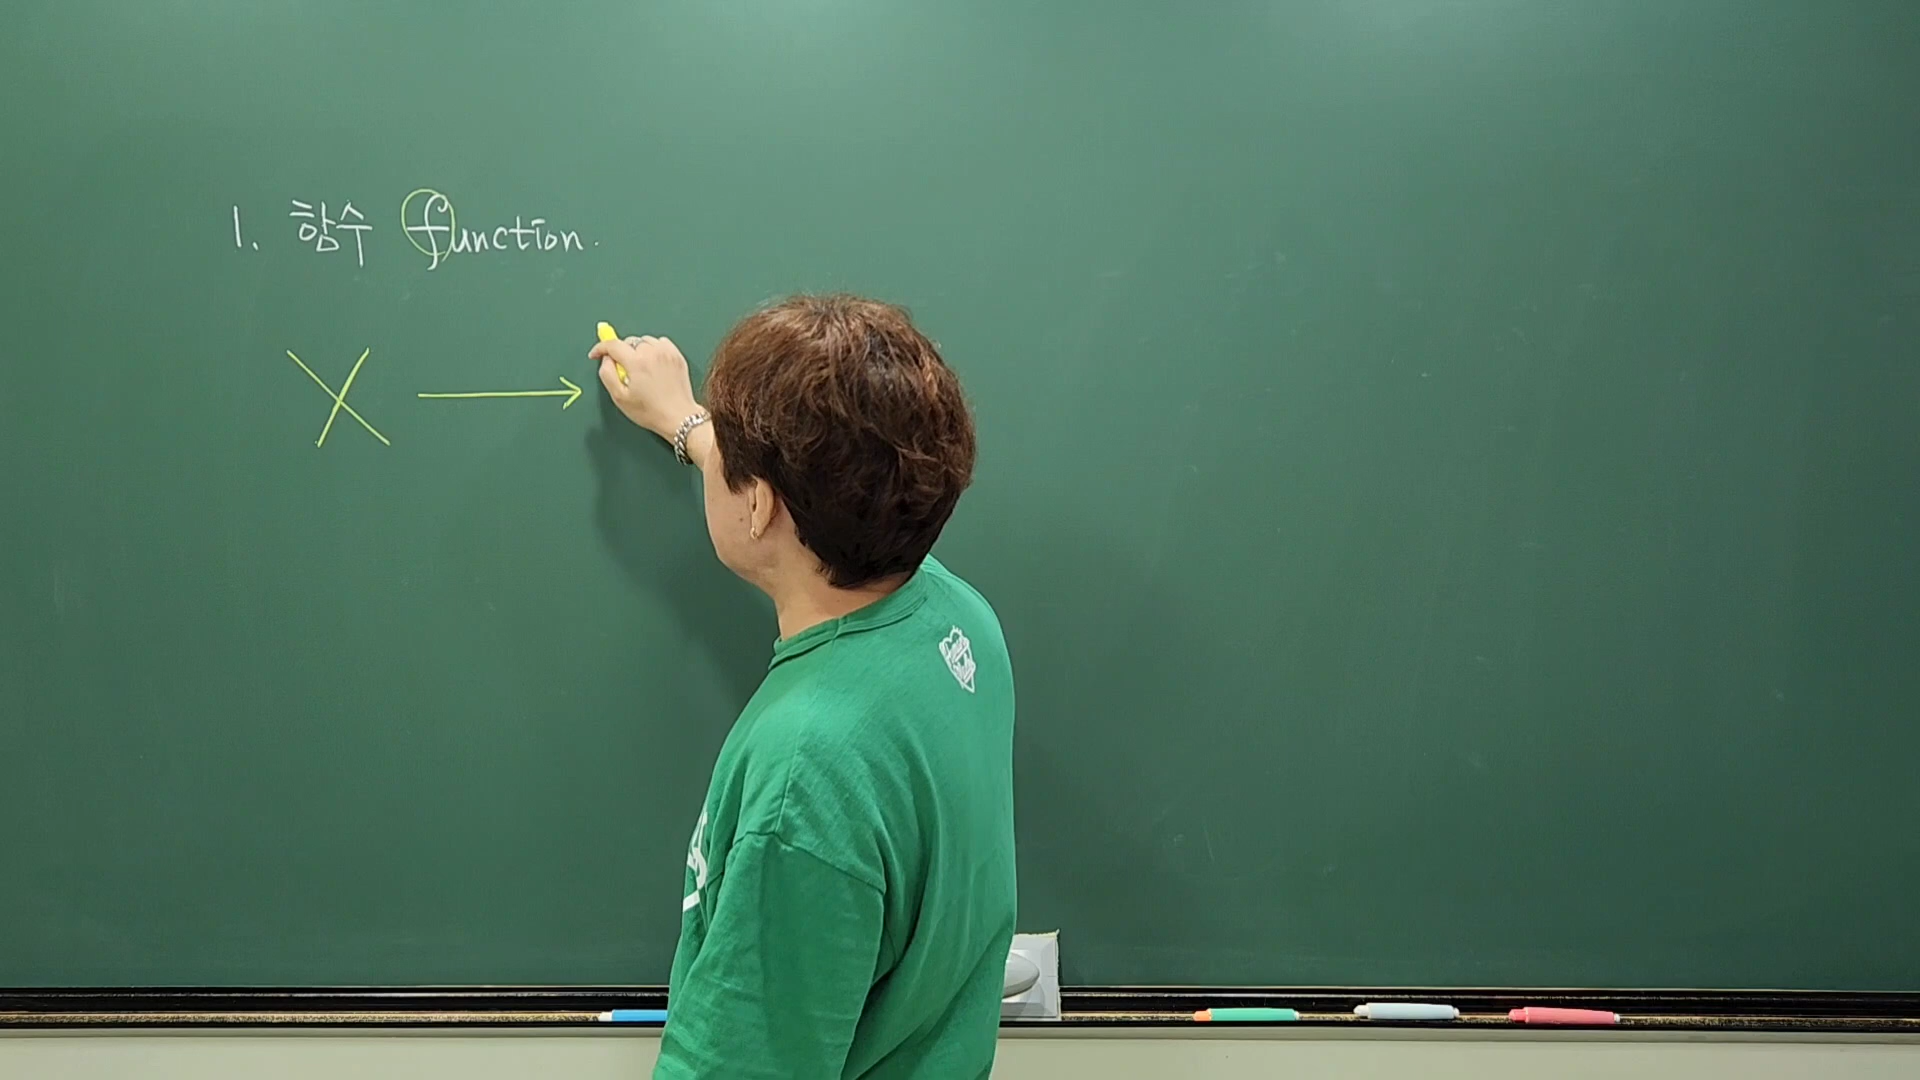 1. 함수 function.
X →